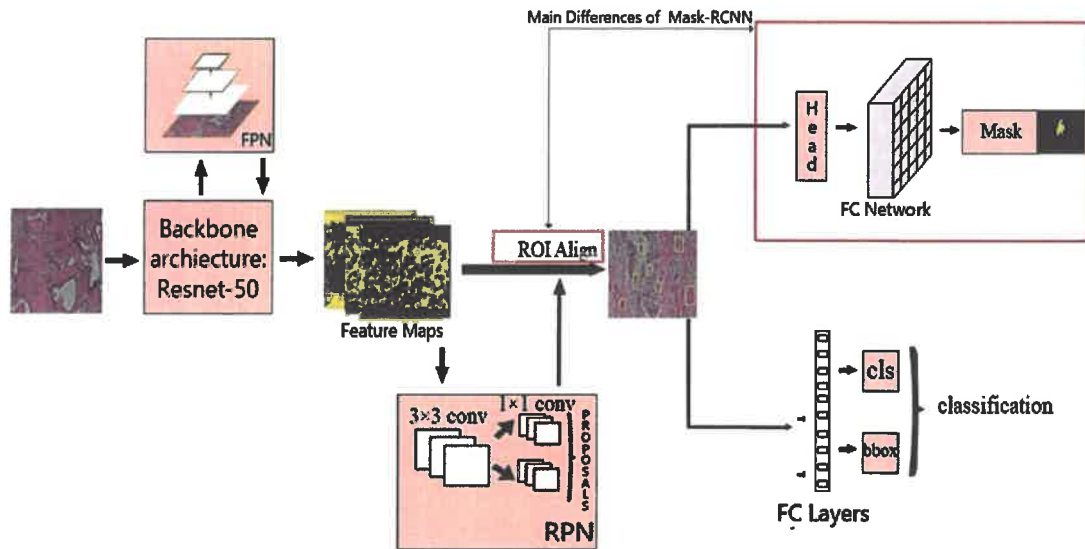 Main Differences of Mask-RCNN
FPN
Backbone
archiecture:
Resnet-50
Feature Maps
ROI Align
3×3 conv
1×1 conv
PROPOSALS
RPN
Head
FC Network
Mask
cls
bbox
classification
FC Layers